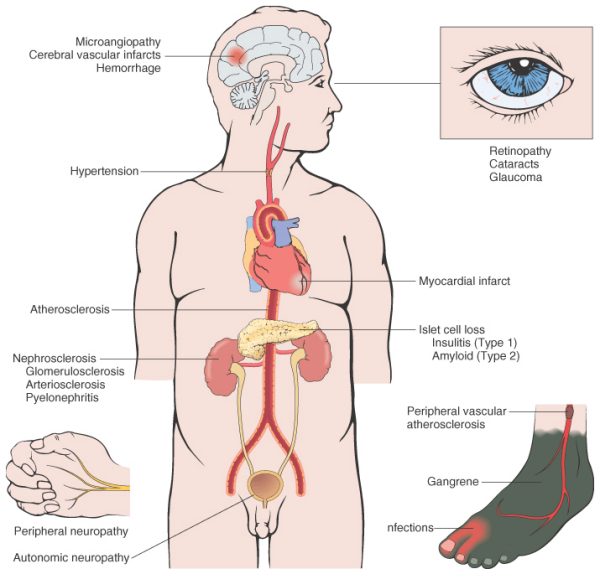 Microangiopathy
Cerebral vascular infarcts
Hemorrhage
Retinopathy
Cataracts
Glaucoma
Hypertension
Myocardial infarct
Atherosclerosis
Islet cell loss
Insulitis (Type 1)
Amyloid (Type 2)
Nephrosclerosis
Glomerulosclerosis
Arteriosclerosis
Pyelonephritis
Peripheral vascular
atherosclerosis
Gangrene
nfections
Peripheral neuropathy
Autonomic neuropathy